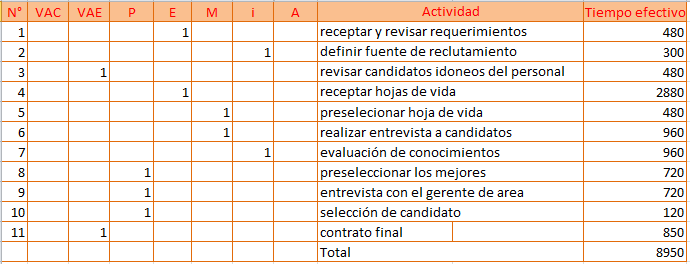 N° VAC VAE P E M i A Actividad Tiempo efectivo
1 1 receptar y revisar requerimientos 480
2 1 definir fuente de reclutamiento 300
3 1 revisar candidatos idoneos del personal 480
4 1 receptar hojas de vida 2880
5 1 preselecionar hoja de vida 480
6 1 realizar entrevista a candidatos 960
7 1 evaluación de conocimientos 960
8 1 preseleccionar los mejores 720
9 1 entrevista con el gerente de area 720
10 1 selección de candidato 120
11 1 contrato final 850
Total 8950